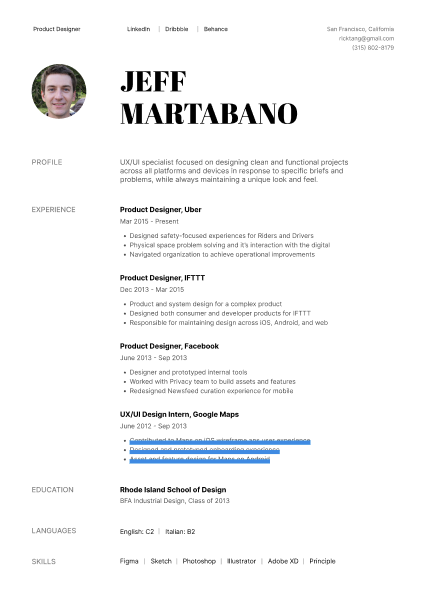 Product Designer
LinkedIn | Dribbble | Behance
San Francisco, California
ricktang@gmail.com
(315) 802-8179
JEFF
MARTABANO
PROFILE
UX/UI specialist focused on designing clean and functional projects
across all platforms and devices in response to specific briefs and
problems, while always maintaining a unique look and feel.
EXPERIENCE
Product Designer, Uber
Mar 2015 - Present
• Designed safety-focused experiences for Riders and Drivers
• Physical space problem solving and it's interaction with the digital
• Navigated organization to achieve operational improvements
Product Designer, IFTTT
Dec 2013 - Mar 2015
• Product and system design for a complex product
• Designed both consumer and developer products for IFTTT
• Responsible for maintaining design across iOS, Android, and web
Product Designer, Facebook
June 2013 - Sep 2013
• Designer and prototyped internal tools
• Worked with Privacy team to build assets and features
• Redesigned Newsfeed curation experience for mobile
UX/UI Design Intern, Google Maps
June 2012 - Sep 2013
• Contributed to Maps on iOS wireframe and user experience
• Designed and prototyped onboarding experience
• Asset and feature design for Maps on Android
EDUCATION
Rhode Island School of Design
BFA Industrial Design, Class of 2013
LANGUAGES
English: C2 | Italian: B2
SKILLS
Figma | Sketch | Photoshop | Illustrator | Adobe XD | Principle